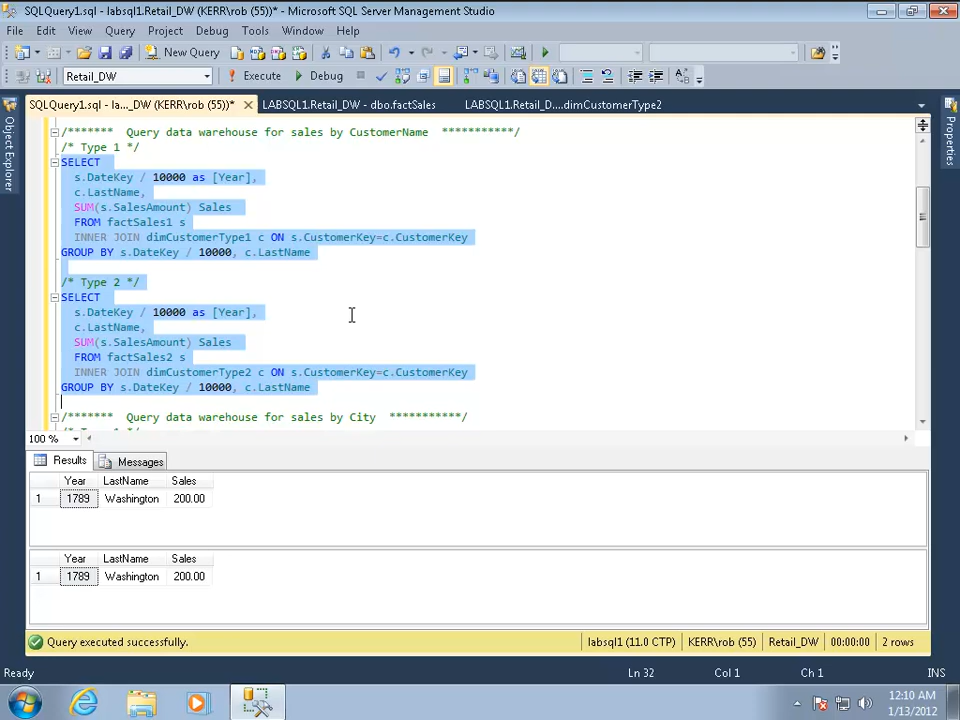 SQLQuery1.sql - labsql1.Retail_DW (KERR\rob (55))* - Microsoft SQL Server Management Studio
File Edit View Query Project Debug Tools Window Help
New Query
Retail_DW Execute Debug
SQLQuery1.sql - la..._DW (KERR\rob (55))* LABSQL1.Retail_DW - dbo.factSales LABSQL1.Retail_D....dimCustomerType2
Object Explorer
Properties
/******* Query data warehouse for sales by CustomerName ***********/
/* Type 1 */
SELECT
s.DateKey / 10000 as [Year],
c.LastName,
SUM(s.SalesAmount) Sales
FROM factSales1 s
INNER JOIN dimCustomerType1 c ON s.CustomerKey=c.CustomerKey
GROUP BY s.DateKey / 10000, c.LastName
/* Type 2 */
SELECT
s.DateKey / 10000 as [Year],
c.LastName,
SUM(s.SalesAmount) Sales
FROM factSales2 s
INNER JOIN dimCustomerType2 c ON s.CustomerKey=c.CustomerKey
GROUP BY s.DateKey / 10000, c.LastName
/******* Query data warehouse for sales by City ***********/
100 %
Results Messages
Year LastName Sales
1 1789 Washington 200.00
Year LastName Sales
1 1789 Washington 200.00
Query executed successfully. labsql1 (11.0 CTP) KERR\rob (55) Retail_DW 00:00:00 2 rows
Ready Ln 32 Col 1 Ch 1 INS
12:10 AM
1/13/2012